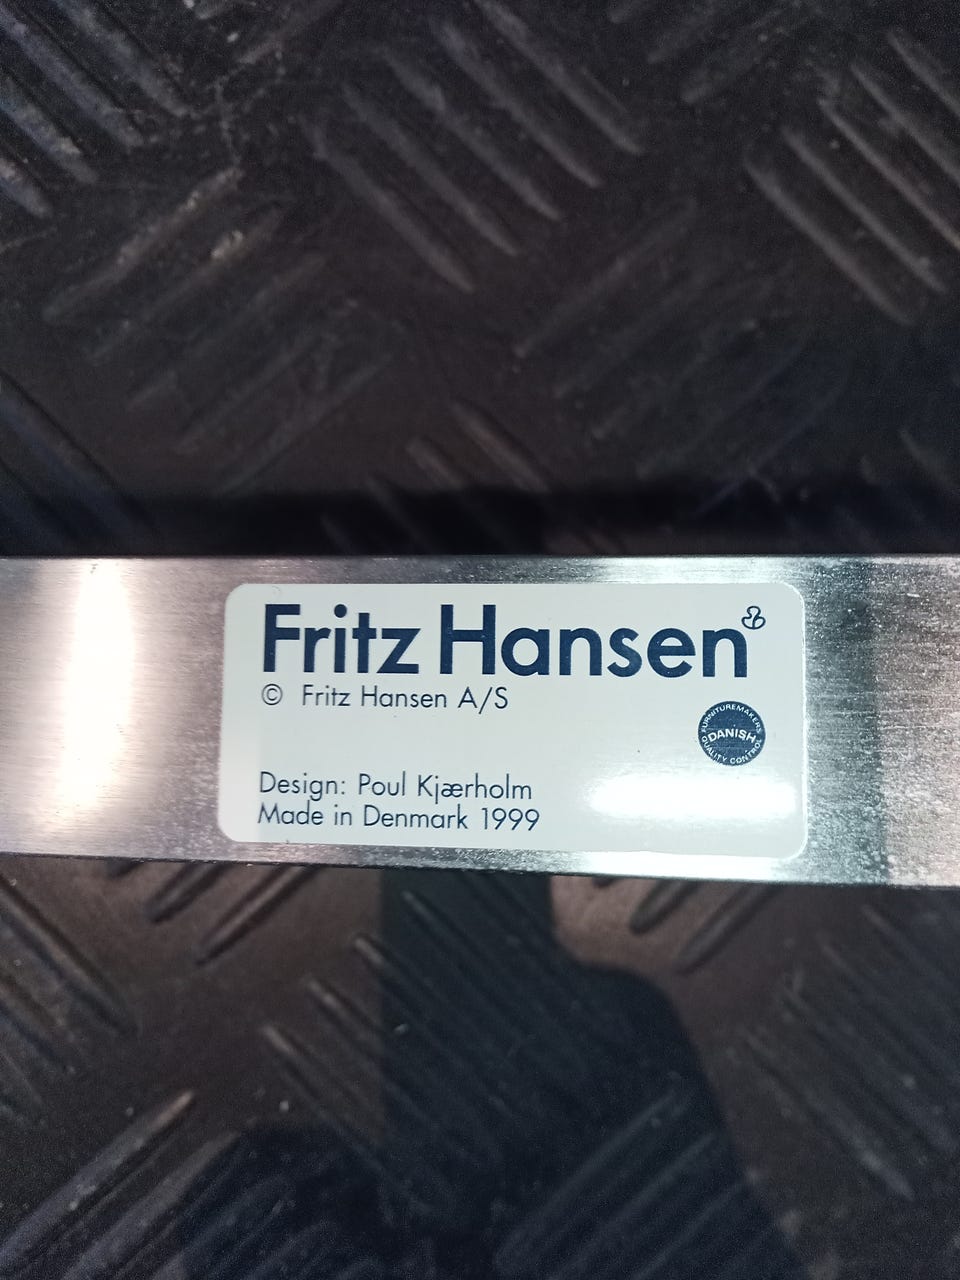 Fritz Hansen
© Fritz Hansen A/S
FURNITUREMAKERS
DANISH
QUALITY CONTROL
Design: Poul Kjærholm
Made in Denmark 1999